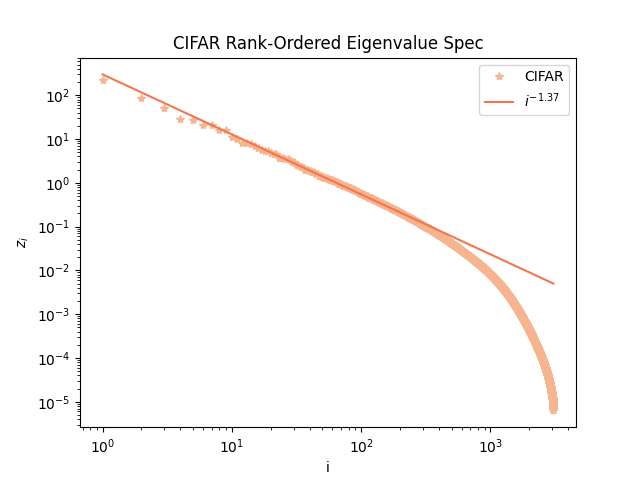 CIFAR Rank-Ordered Eigenvalue Spec
CIFAR
i^{-1.37}
z_i
10^2
10^1
10^0
10^{-1}
10^{-2}
10^{-3}
10^{-4}
10^{-5}
10^0 10^1 10^2 10^3
i